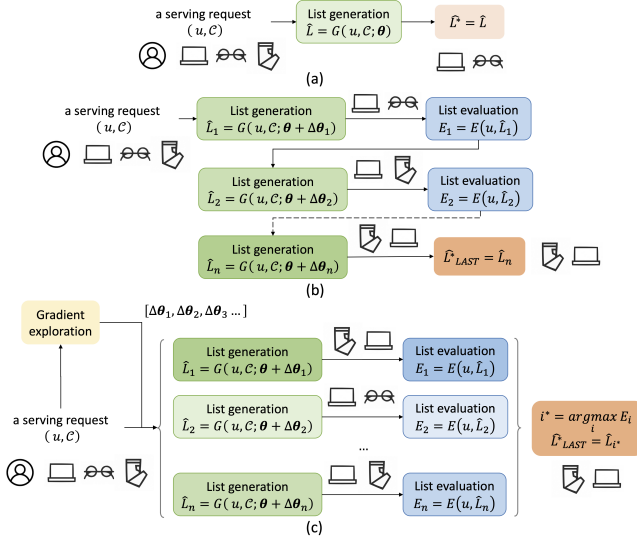 a serving request
(u, 𝒞)
List generation
L̂ = G( u, 𝒞; θ)
L̂* = L̂
(a)
a serving request
(u, 𝒞)
List generation
L̂₁ = G( u, 𝒞; θ + Δθ₁)
List evaluation
E₁ = E(u, L̂₁)
List generation
L̂₂ = G( u, 𝒞; θ + Δθ₂)
List evaluation
E₂ = E(u, L̂₂)
List generation
L̂ₙ = G( u, 𝒞; θ + Δθₙ)
L̂*_LAST = L̂ₙ
(b)
Gradient
exploration
[Δθ₁, Δθ₂, Δθ₃ ...]
a serving request
(u, 𝒞)
List generation
L̂₁ = G( u, 𝒞; θ + Δθ₁)
List evaluation
E₁ = E(u, L̂₁)
List generation
L̂₂ = G( u, 𝒞; θ + Δθ₂)
List evaluation
E₂ = E(u, L̂₂)
...
List generation
L̂ₙ = G( u, 𝒞; θ + Δθₙ)
List evaluation
Eₙ = E(u, L̂ₙ)
i* = argmax Eᵢ
i
L̂*_LAST = L̂ᵢ*
(c)